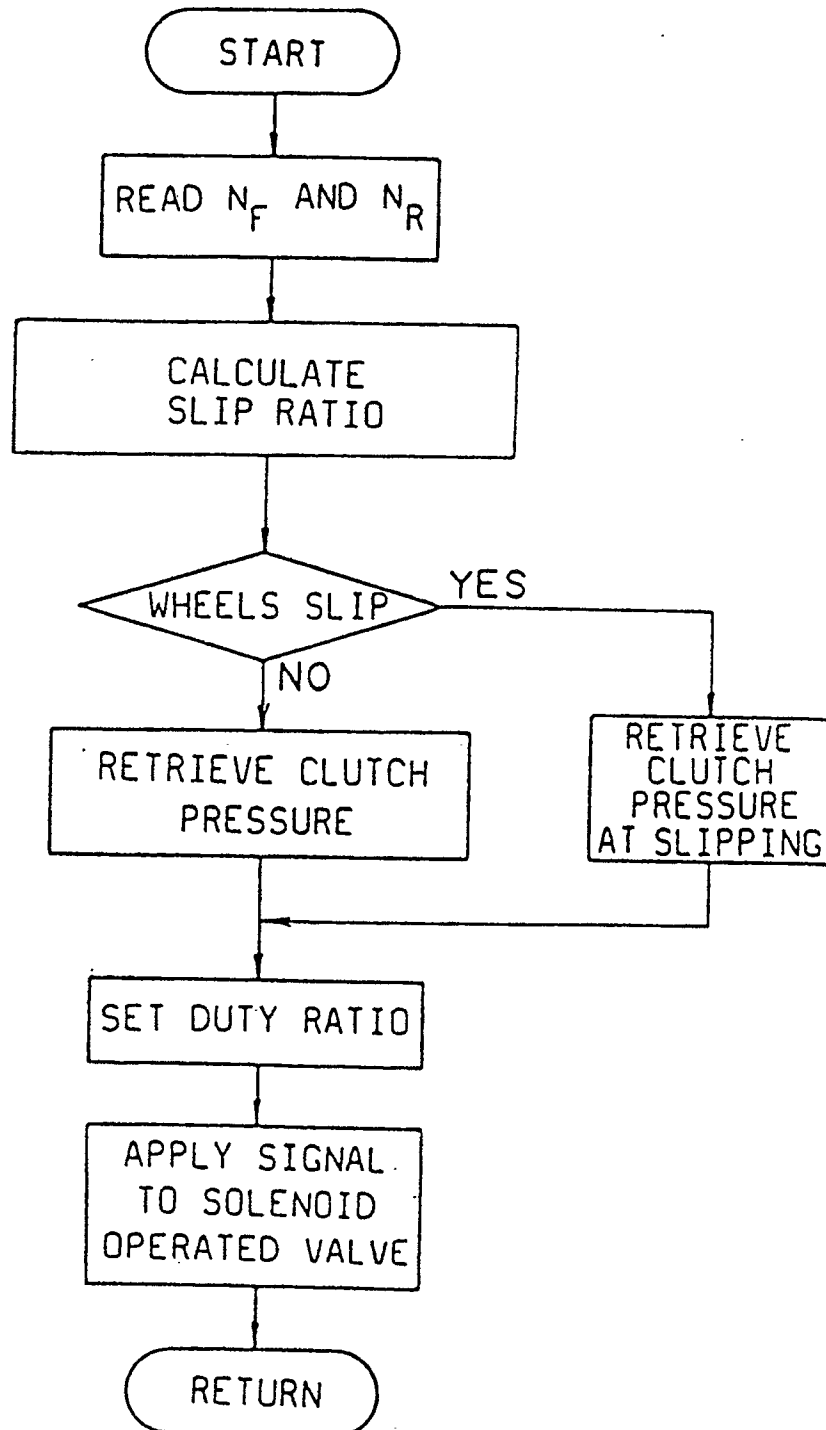 START
READ N_F AND N_R
CALCULATE
SLIP RATIO
WHEELS SLIP
YES
NO
RETRIEVE CLUTCH
PRESSURE
RETRIEVE
CLUTCH
PRESSURE
AT SLIPPING
SET DUTY RATIO
APPLY SIGNAL
TO SOLENOID
OPERATED VALVE
RETURN